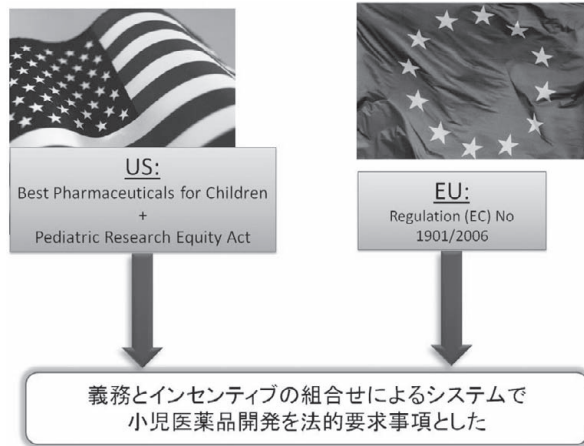 US:
Best Pharmaceuticals for Children
+
Pediatric Research Equity Act
EU:
Regulation (EC) No
1901/2006
義務とインセンティブの組合せによるシステムで
小児医薬品開発を法的要求事項とした